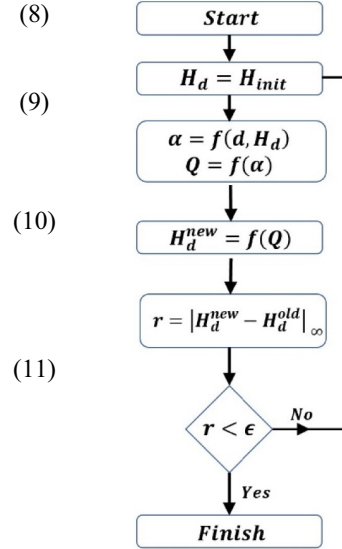 (8)
Start
H_d = H_init
(9)
α = f(d, H_d)
Q = f(α)
(10)
H_d^new = f(Q)
r = |H_d^new − H_d^old|_∞
(11)
r < ϵ
No
Yes
Finish